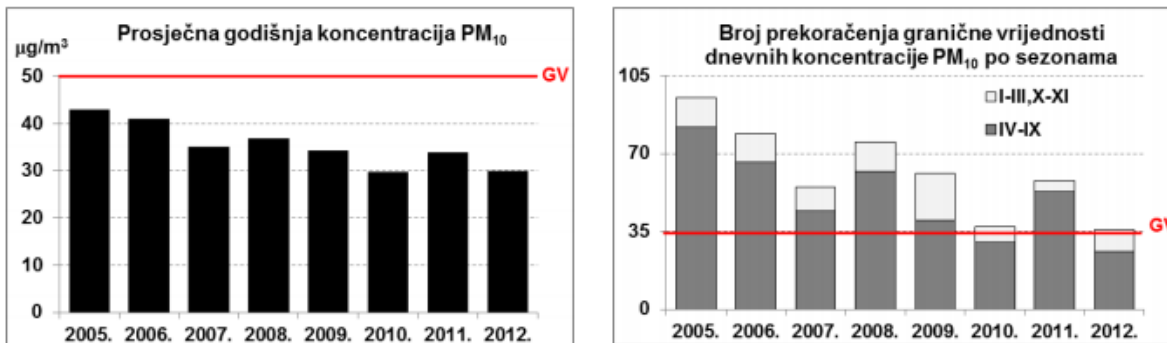 Prosječna godišnja koncentracija PM₁₀
µg/m³
50
GV
40
30
20
10
0
2005. 2006. 2007. 2008. 2009. 2010. 2011. 2012.
Broj prekoračenja granične vrijednosti
dnevnih koncentracije PM₁₀ po sezonama
105
I-III,X-XI
IV-IX
70
35
GV
0
2005. 2006. 2007. 2008. 2009. 2010. 2011. 2012.